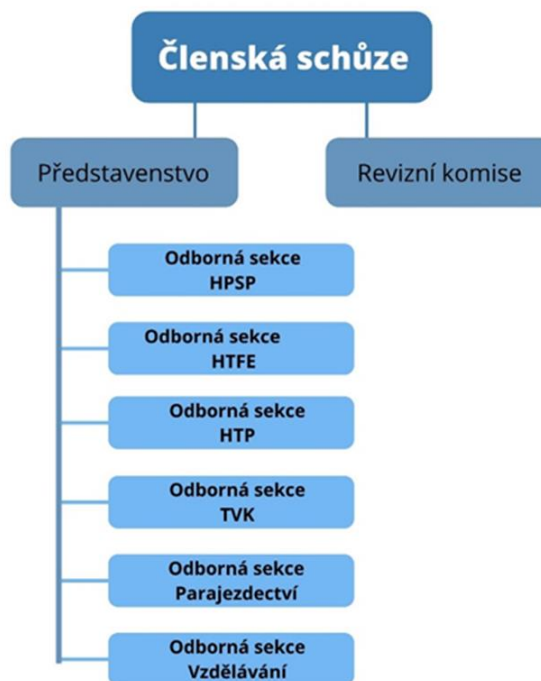 Členská schůze
Představenstvo
Revizní komise
Odborná sekce
HPSP
Odborná sekce
HTFE
Odborná sekce
HTP
Odborná sekce
TVK
Odborná sekce
Parajezdectví
Odborná sekce
Vzdělávání